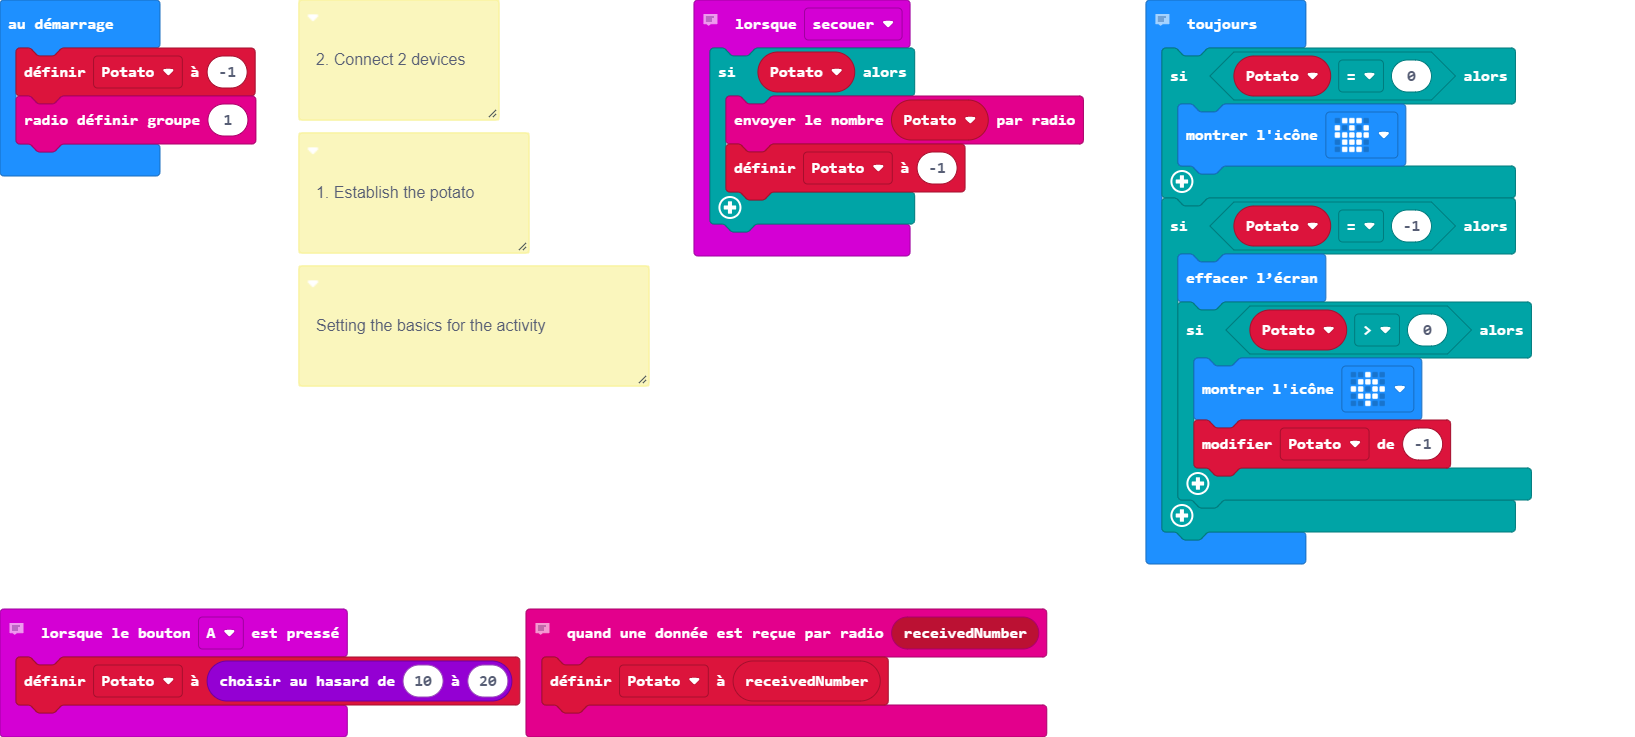 au démarrage
définir Potato à -1
radio définir groupe 1
2. Connect 2 devices
1. Establish the potato
Setting the basics for the activity
lorsque secouer
si Potato alors
envoyer le nombre Potato par radio
définir Potato à -1
toujours
si Potato = 0 alors
montrer l'icône
si Potato = -1 alors
effacer l’écran
si Potato > 0 alors
montrer l'icône
modifier Potato de -1
lorsque le bouton A est pressé
définir Potato à choisir au hasard de 10 à 20
quand une donnée est reçue par radio receivedNumber
définir Potato à receivedNumber